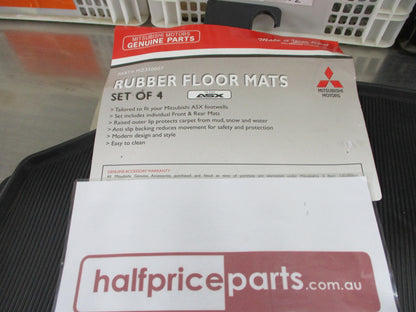 MITSUBISHI MOTORS
GENUINE PARTS
RUBBER FLOOR MATS
SET OF 4 ASX
> Tailored to fit your Mitsubishi ASX footwells
> Set includes individual Front & Rear Mats
> Raised outer lip protects carpet from mud, snow and water
> Anti slip backing reduces movement for safety and protection
> Modern design and style
> Easy to clean
MITSUBISHI
MOTORS
GENUINE ACCESSORY WARRANTY
halfpriceparts.com.au